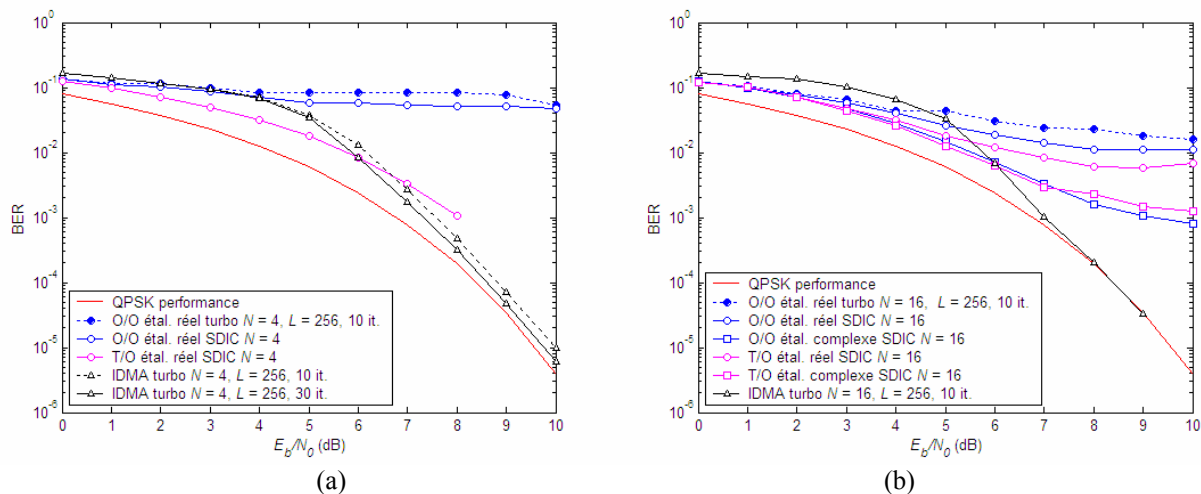 10^0
10^-1
10^-2
10^-3
10^-4
10^-5
10^-6
BER
QPSK performance
O/O étal. réel turbo N = 4, L = 256, 10 it.
O/O étal. réel SDIC N = 4
T/O étal. réel SDIC N = 4
IDMA turbo N = 4, L = 256, 10 it.
IDMA turbo N = 4, L = 256, 30 it.
0 1 2 3 4 5 6 7 8 9 10
E_b/N_0 (dB)
(a)
10^0
10^-1
10^-2
10^-3
10^-4
10^-5
10^-6
BER
QPSK performance
O/O étal. réel turbo N = 16, L = 256, 10 it.
O/O étal. réel SDIC N = 16
O/O étal. complexe SDIC N = 16
T/O étal. réel SDIC N = 16
T/O étal. complexe SDIC N = 16
IDMA turbo N = 16, L = 256, 10 it.
0 1 2 3 4 5 6 7 8 9 10
E_b/N_0 (dB)
(b)